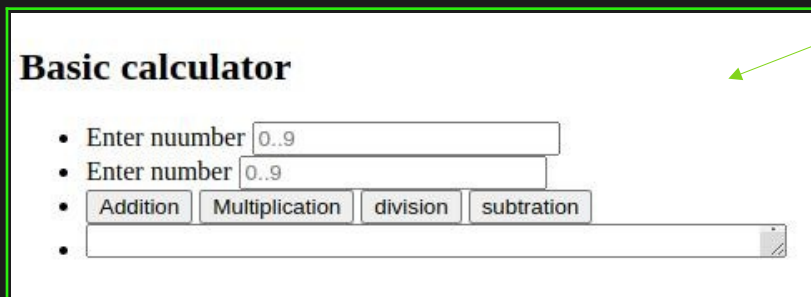 Basic calculator
Enter nuumber 0..9
Enter number 0..9
Addition Multiplication division subtration